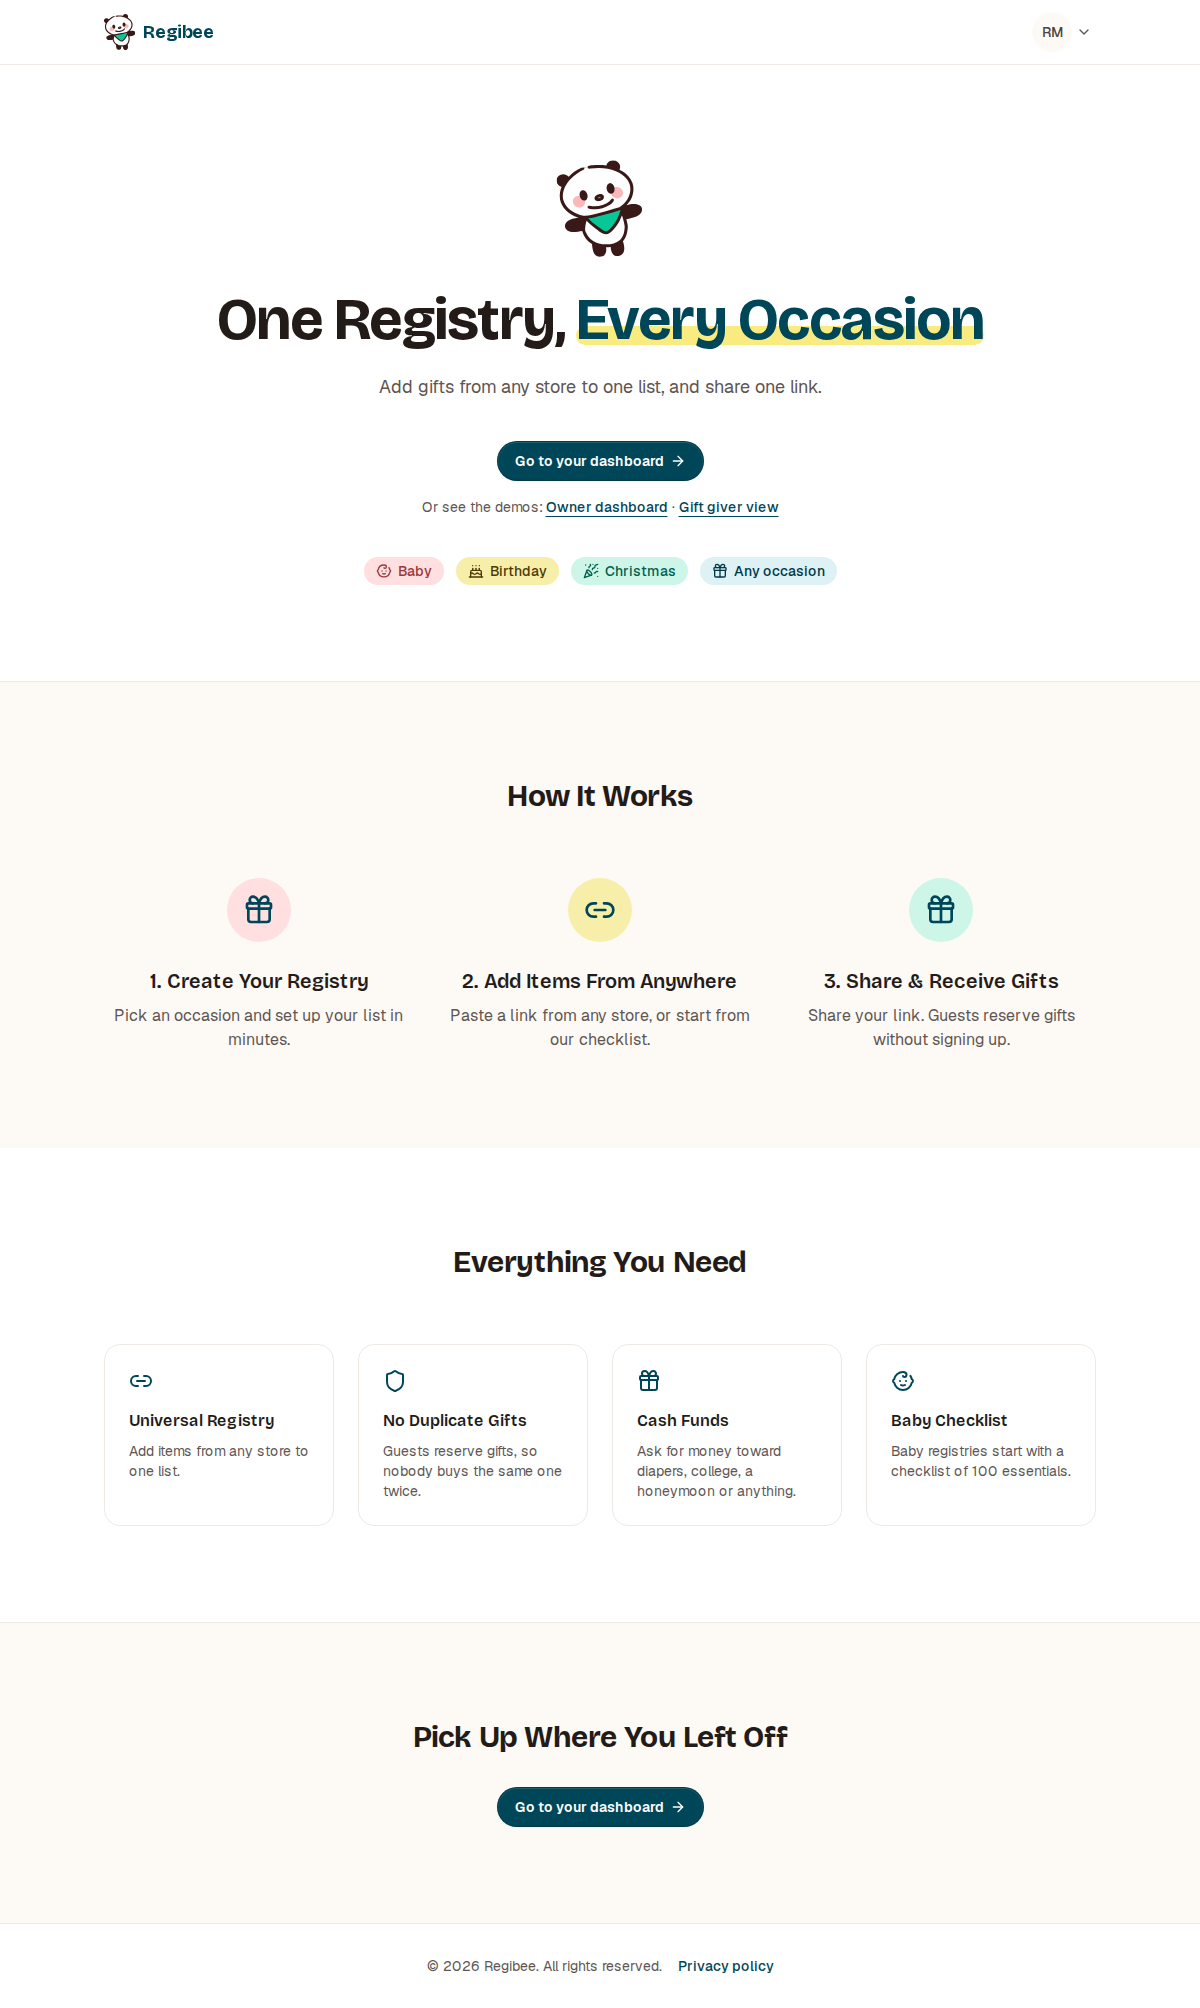 Regibee
RM
One Registry, Every Occasion
Add gifts from any store to one list, and share one link.
Go to your dashboard
Or see the demos: Owner dashboard · Gift giver view
Baby
Birthday
Christmas
Any occasion
How It Works
1. Create Your Registry
Pick an occasion and set up your list in
minutes.
2. Add Items From Anywhere
Paste a link from any store, or start from
our checklist.
3. Share & Receive Gifts
Share your link. Guests reserve gifts
without signing up.
Everything You Need
Universal Registry
Add items from any store to
one list.
No Duplicate Gifts
Guests reserve gifts, so
nobody buys the same one
twice.
Cash Funds
Ask for money toward
diapers, college, a
honeymoon or anything.
Baby Checklist
Baby registries start with a
checklist of 100 essentials.
Pick Up Where You Left Off
Go to your dashboard
© 2026 Regibee. All rights reserved. Privacy policy